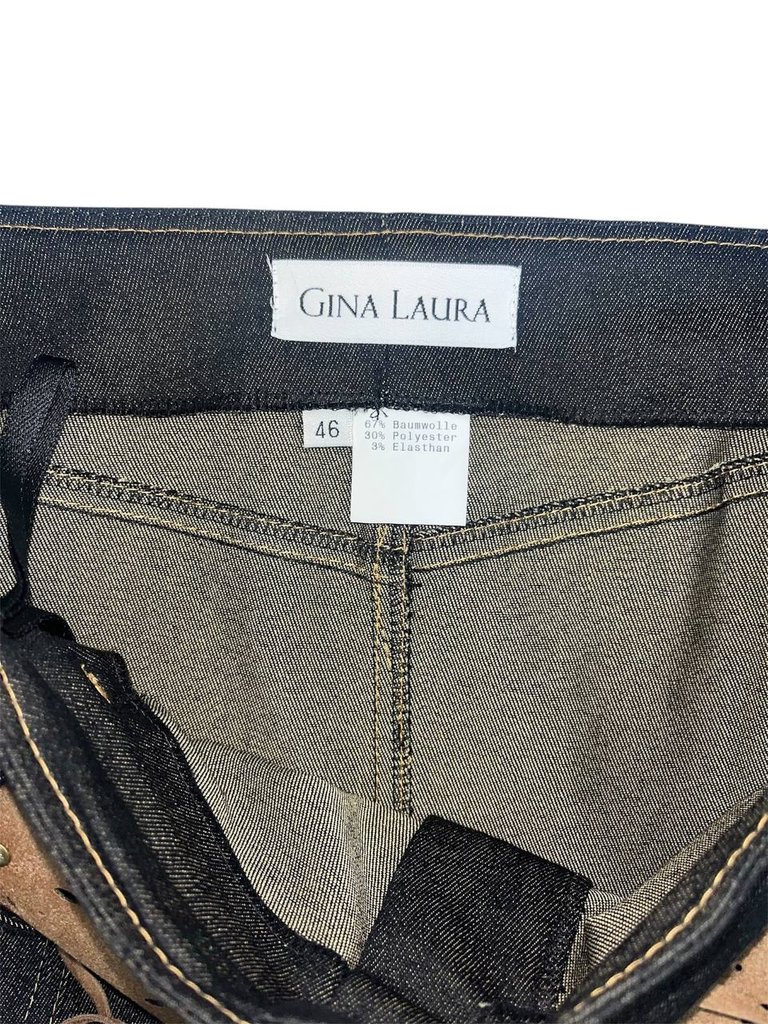 GINA LAURA
46
67% Baumwolle
30% Polyester
3% Elasthan